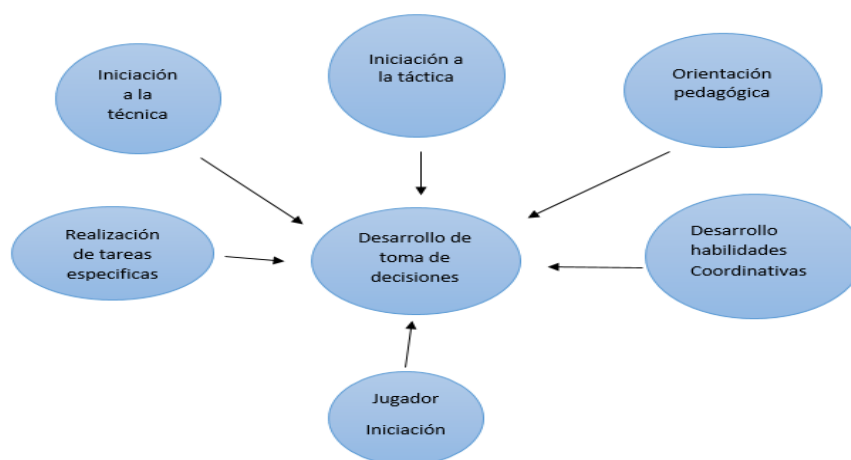 Iniciación
a la
técnica
Iniciación a
la táctica
Orientación
pedagógica
Realización
de tareas
especificas
Desarrollo de
toma de
decisiones
Desarrollo
habilidades
Coordinativas
Jugador
Iniciación